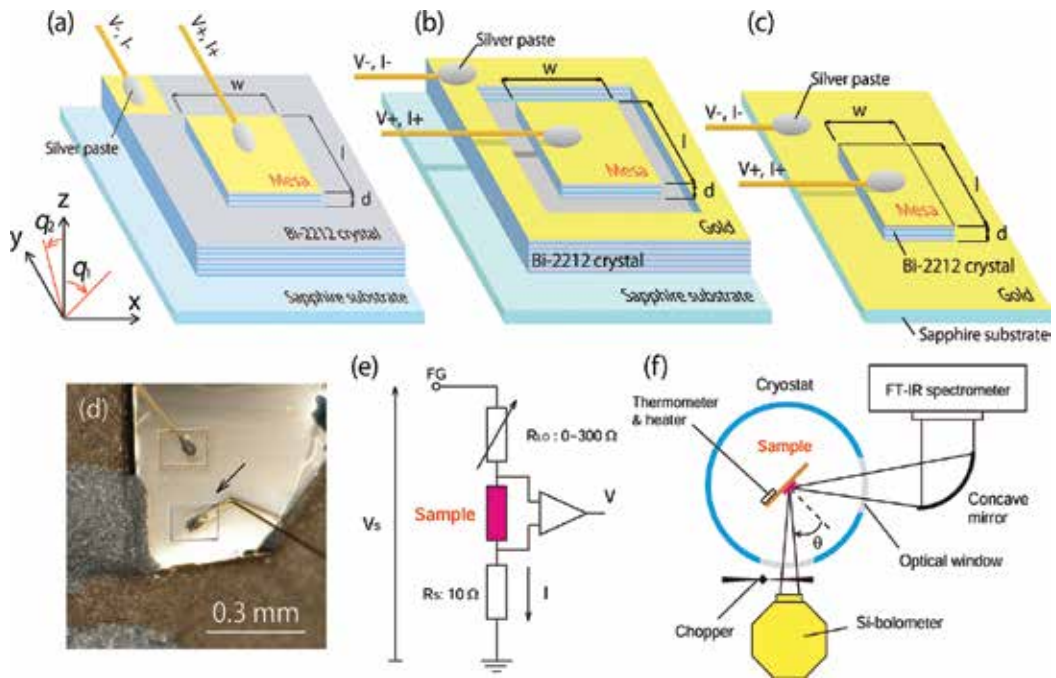 (a)
V-, I-
V+, I+
Silver paste
w
l
d
Mesa
Bi-2212 crystal
Sapphire substrate
z
y
x
q2
q1
(b)
Silver paste
V-, I-
w
V+, I+
l
Mesa
d
Gold
Bi-2212 crystal
Sapphire substrate
(c)
Silver paste
V-, I-
w
V+, I+
l
Mesa
d
Bi-2212 crystal
Gold
Sapphire substrate
(d)
0.3 mm
(e)
FG
RLO : 0–300 Ω
Sample
V
Vs
Rs: 10 Ω
I
(f)
Cryostat
FT-IR spectrometer
Thermometer
& heater
Sample
Concave
mirror
θ
Optical window
Chopper
Si-bolometer